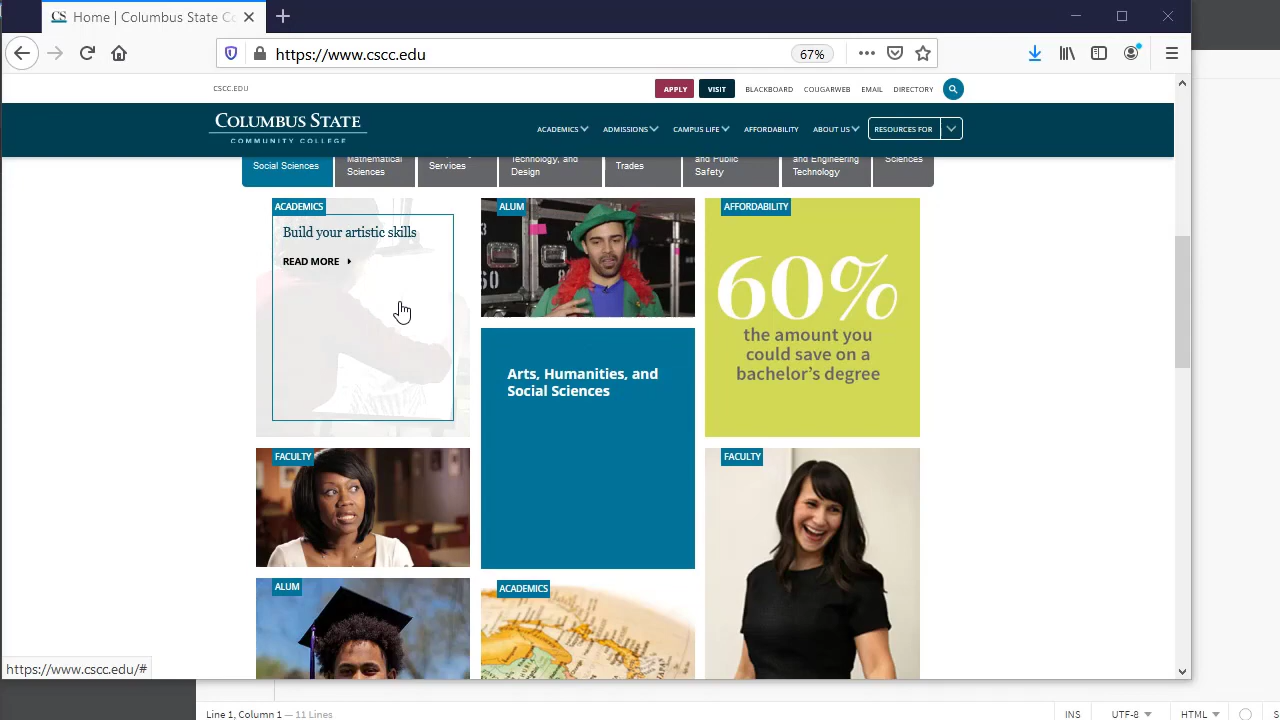 Home | Columbus State Co
https://www.cscc.edu
67%
CSCC.EDU
APPLY
VISIT
BLACKBOARD
COUGARWEB
EMAIL
DIRECTORY
COLUMBUS STATE
COMMUNITY COLLEGE
ACADEMICS
ADMISSIONS
CAMPUS LIFE
AFFORDABILITY
ABOUT US
RESOURCES FOR
Social Sciences
Mathematical
Sciences
Services
Technology, and
Design
Trades
and Public
Safety
and Engineering
Technology
Sciences
ACADEMICS
Build your artistic skills
READ MORE
ALUM
60
8
AFFORDABILITY
60%
the amount you
could save on a
bachelor's degree
Arts, Humanities, and
Social Sciences
FACULTY
FACULTY
ALUM
ACADEMICS
https://www.cscc.edu/#
Line 1, Column 1 — 11 Lines
INS
UTF-8
HTML